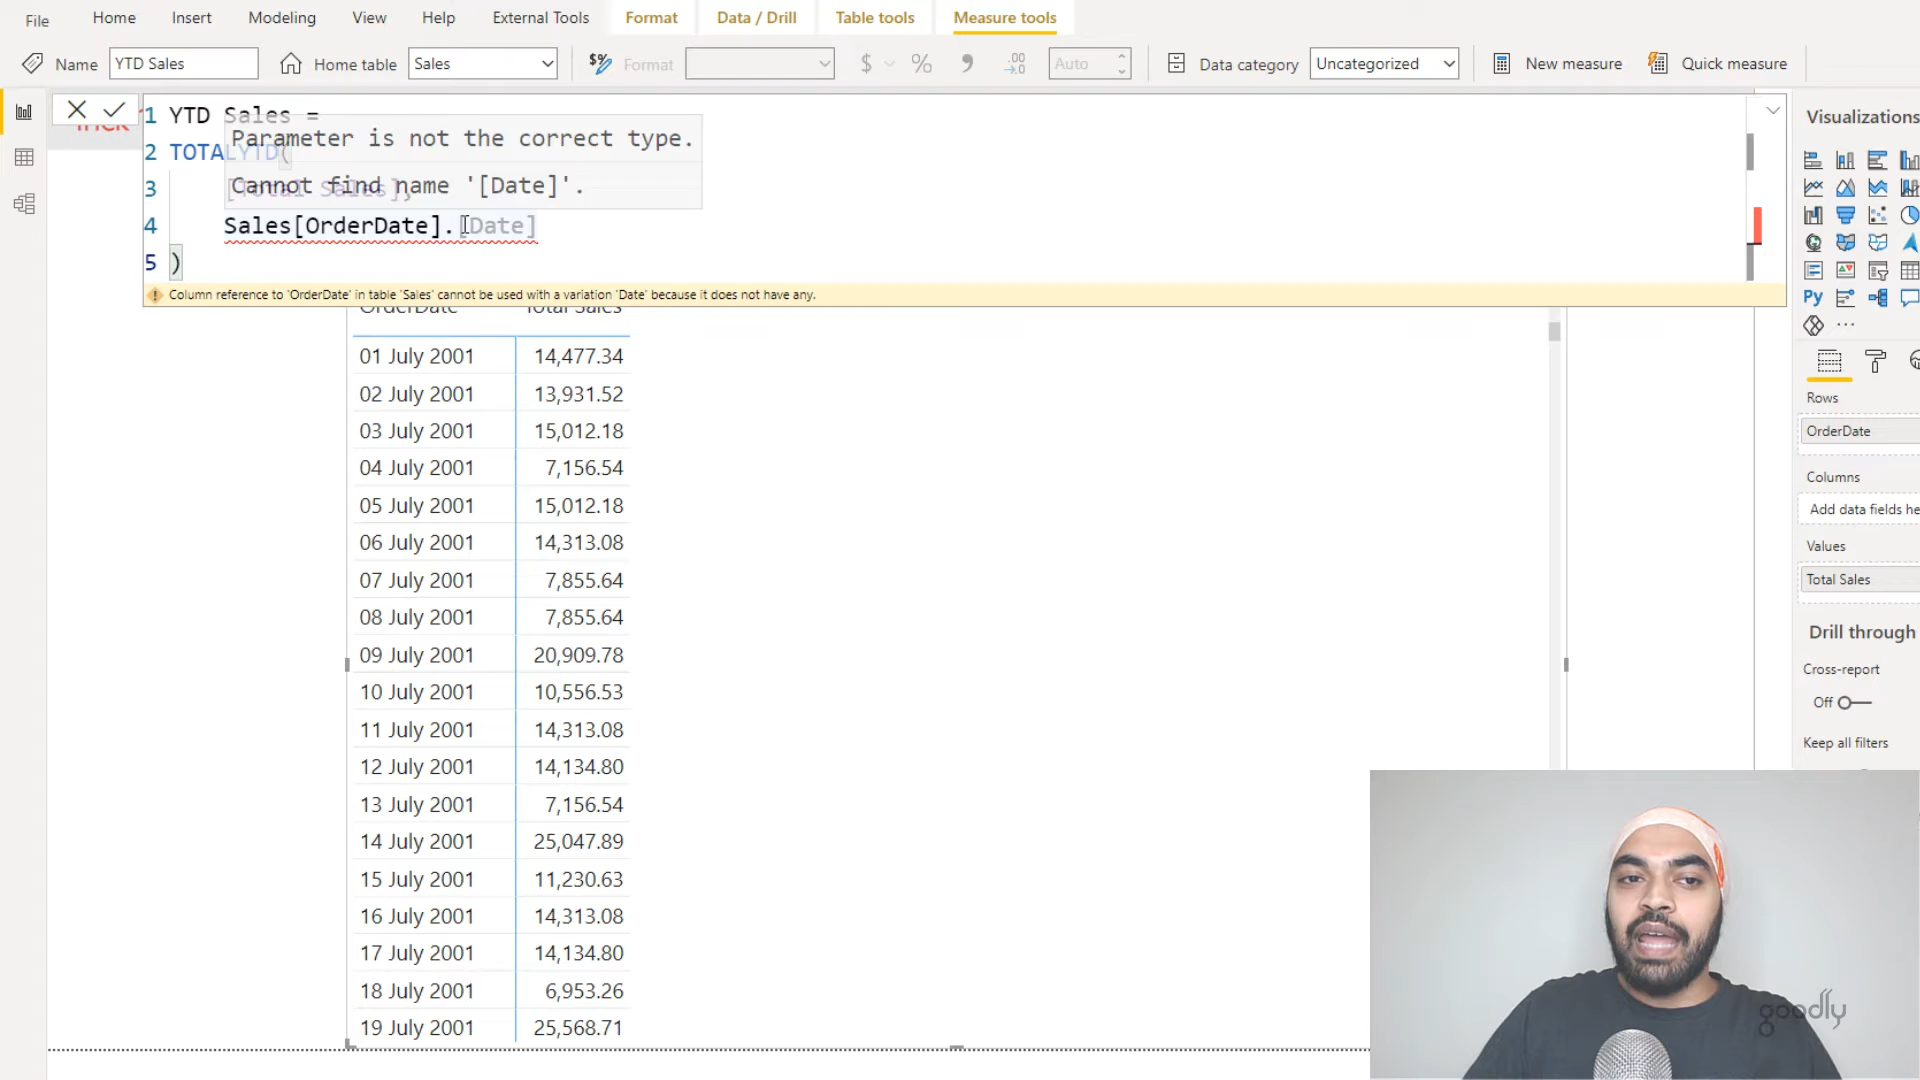 File Home Insert Modeling View Help External Tools Format Data / Drill Table tools Measure tools
Name YTD Sales Home table Sales Format $ % Auto Data category Uncategorized New measure Quick measure
1 YTD Sales =
Parameter is not the correct type.
2 TOTALYTD(
Cannot find name '[Date]'.
3 [Total Sales],
4 Sales[OrderDate].[Date]
5 )
Column reference to 'OrderDate' in table 'Sales' cannot be used with a variation 'Date' because it does not have any.
OrderDate Total Sales
01 July 2001 14,477.34
02 July 2001 13,931.52
03 July 2001 15,012.18
04 July 2001 7,156.54
05 July 2001 15,012.18
06 July 2001 14,313.08
07 July 2001 7,855.64
08 July 2001 7,855.64
09 July 2001 20,909.78
10 July 2001 10,556.53
11 July 2001 14,313.08
12 July 2001 14,134.80
13 July 2001 7,156.54
14 July 2001 25,047.89
15 July 2001 11,230.63
16 July 2001 14,313.08
17 July 2001 14,134.80
18 July 2001 6,953.26
19 July 2001 25,568.71
Visualizations
Py
Rows
OrderDate
Columns
Add data fields he
Values
Total Sales
Drill through
Cross-report
Off
Keep all filters
goodly